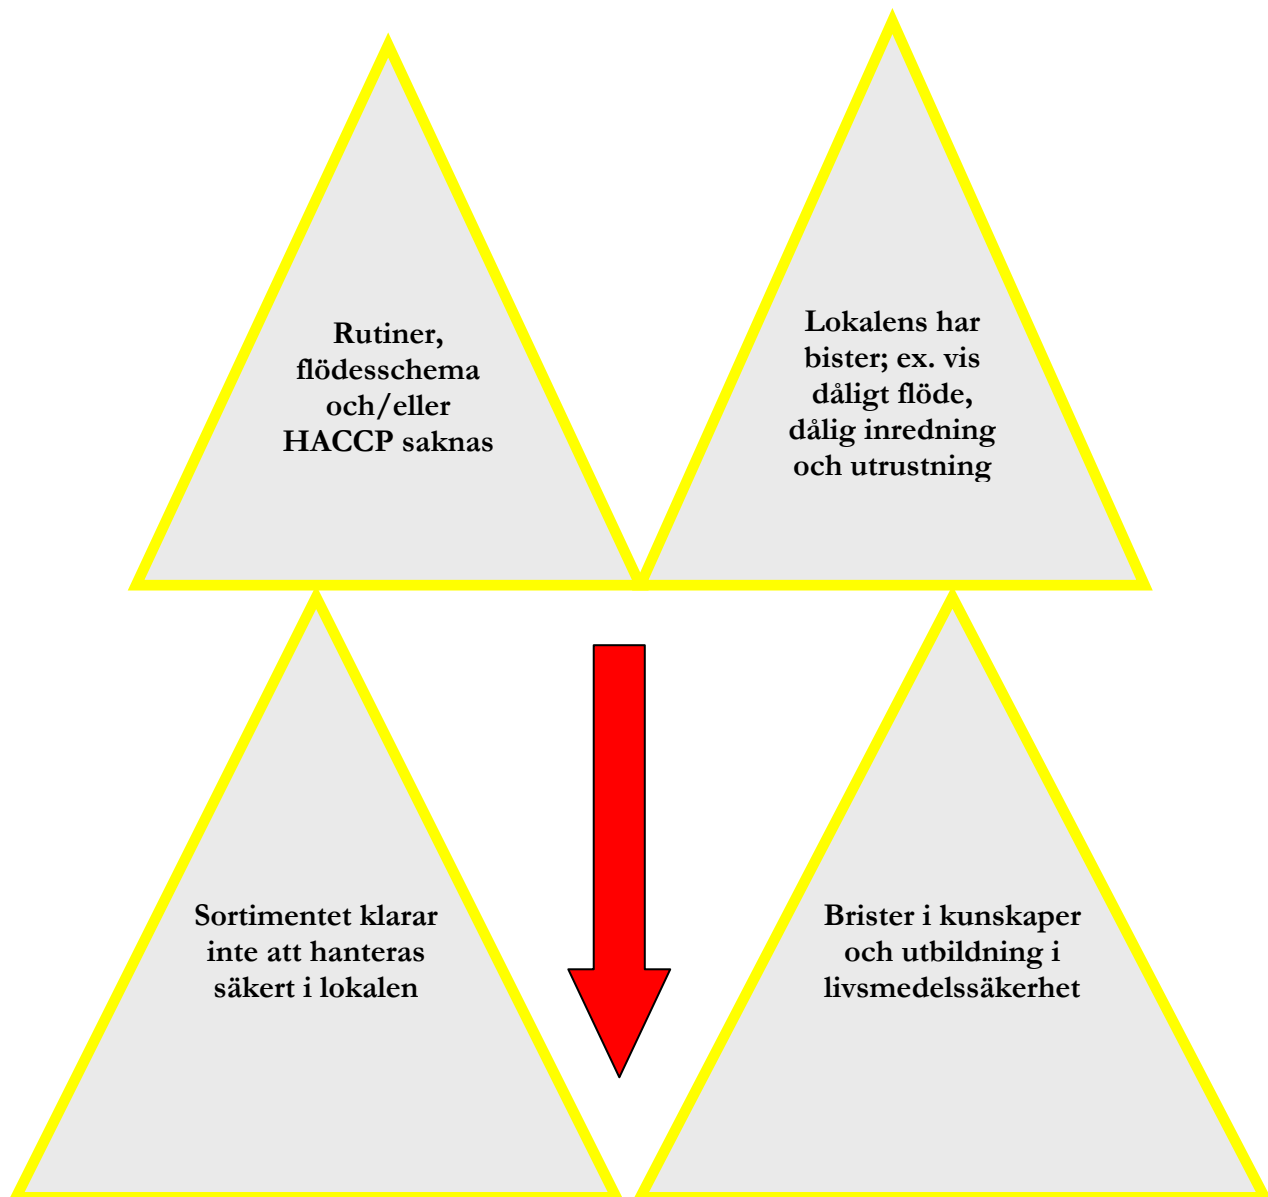 Rutiner,
flödesschema
och/eller
HACCP saknas
Lokalens har
bister; ex. vis
dåligt flöde,
dålig inredning
och utrustning
Sortimentet klarar
inte att hanteras
säkert i lokalen
Brister i kunskaper
och utbildning i
livsmedelssäkerhet